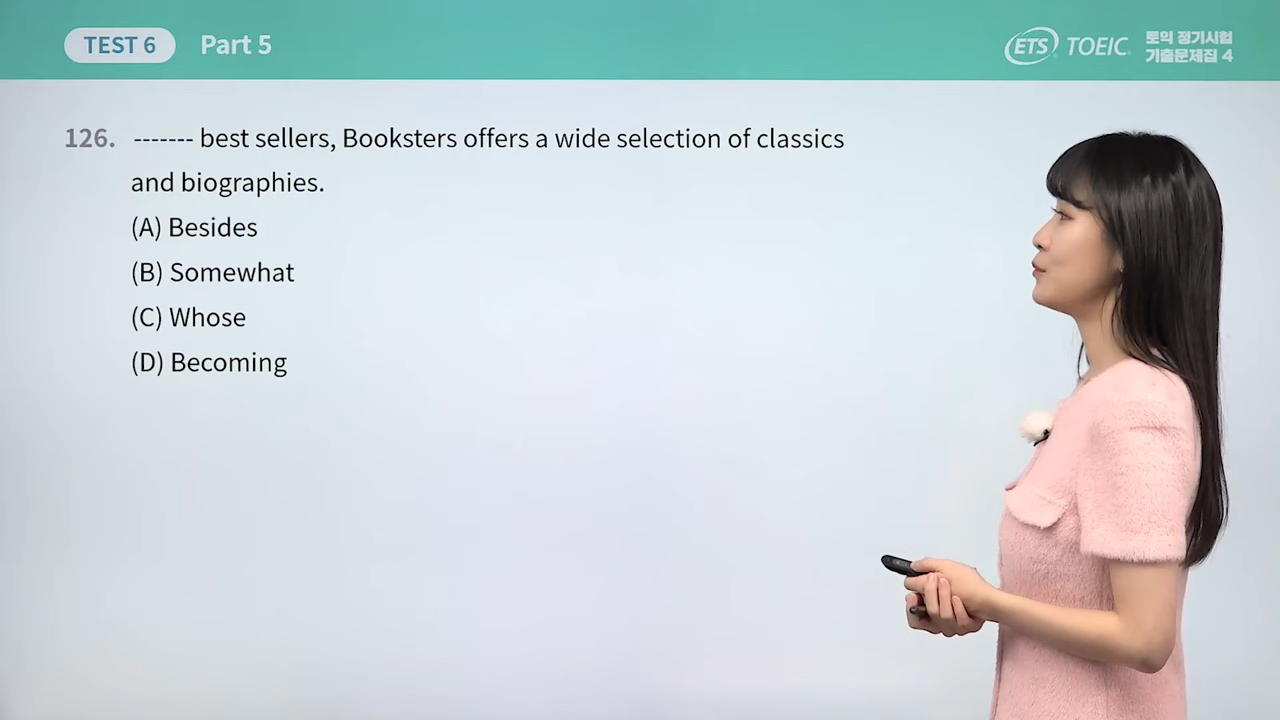 TEST 6
Part 5
ETS TOEIC
토익 정기시험
기출문제집 4
126. ------- best sellers, Booksters offers a wide selection of classics
and biographies.
(A) Besides
(B) Somewhat
(C) Whose
(D) Becoming